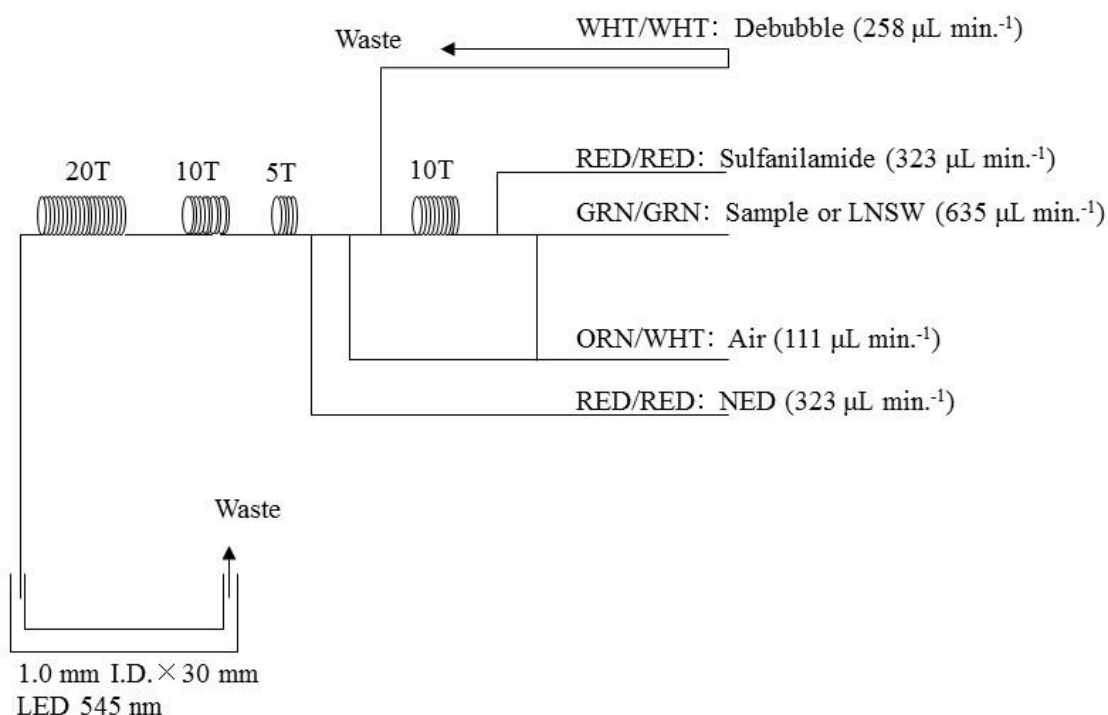 WHT/WHT: Debubble (258 μL min.⁻¹)
Waste
RED/RED: Sulfanilamide (323 μL min.⁻¹)
20T 10T 5T 10T
GRN/GRN: Sample or LNSW (635 μL min.⁻¹)
ORN/WHT: Air (111 μL min.⁻¹)
RED/RED: NED (323 μL min.⁻¹)
Waste
1.0 mm I.D.×30 mm
LED 545 nm